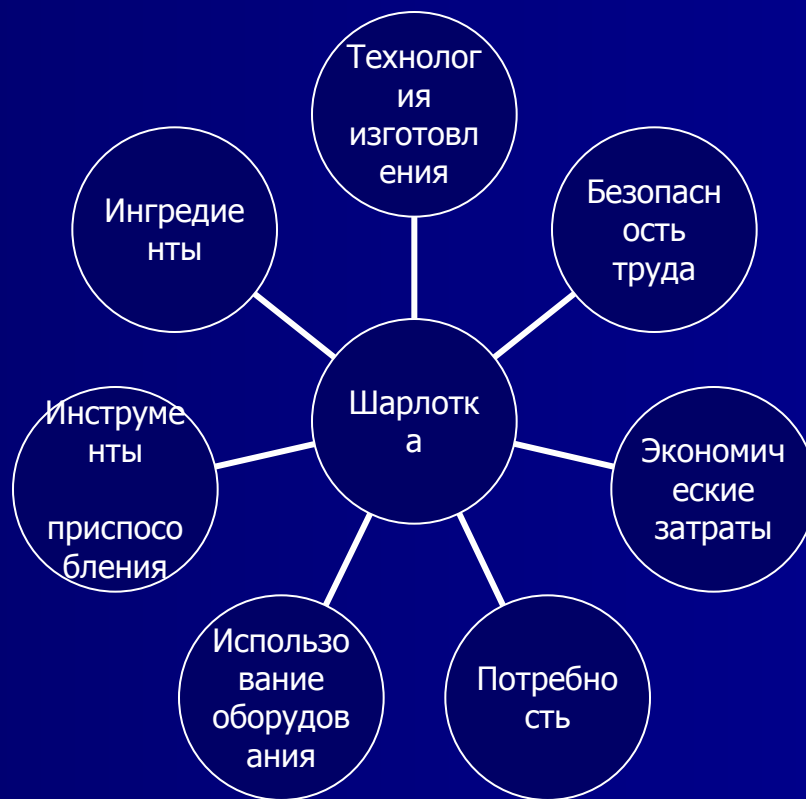 Технолог
ия
изготовл
ения
Безопасн
ость
труда
Экономич
еские
затраты
Потребно
сть
Использо
вание
оборудов
ания
Инструме
нты
приспосо
бления
Ингредие
нты
Шарлотк
а